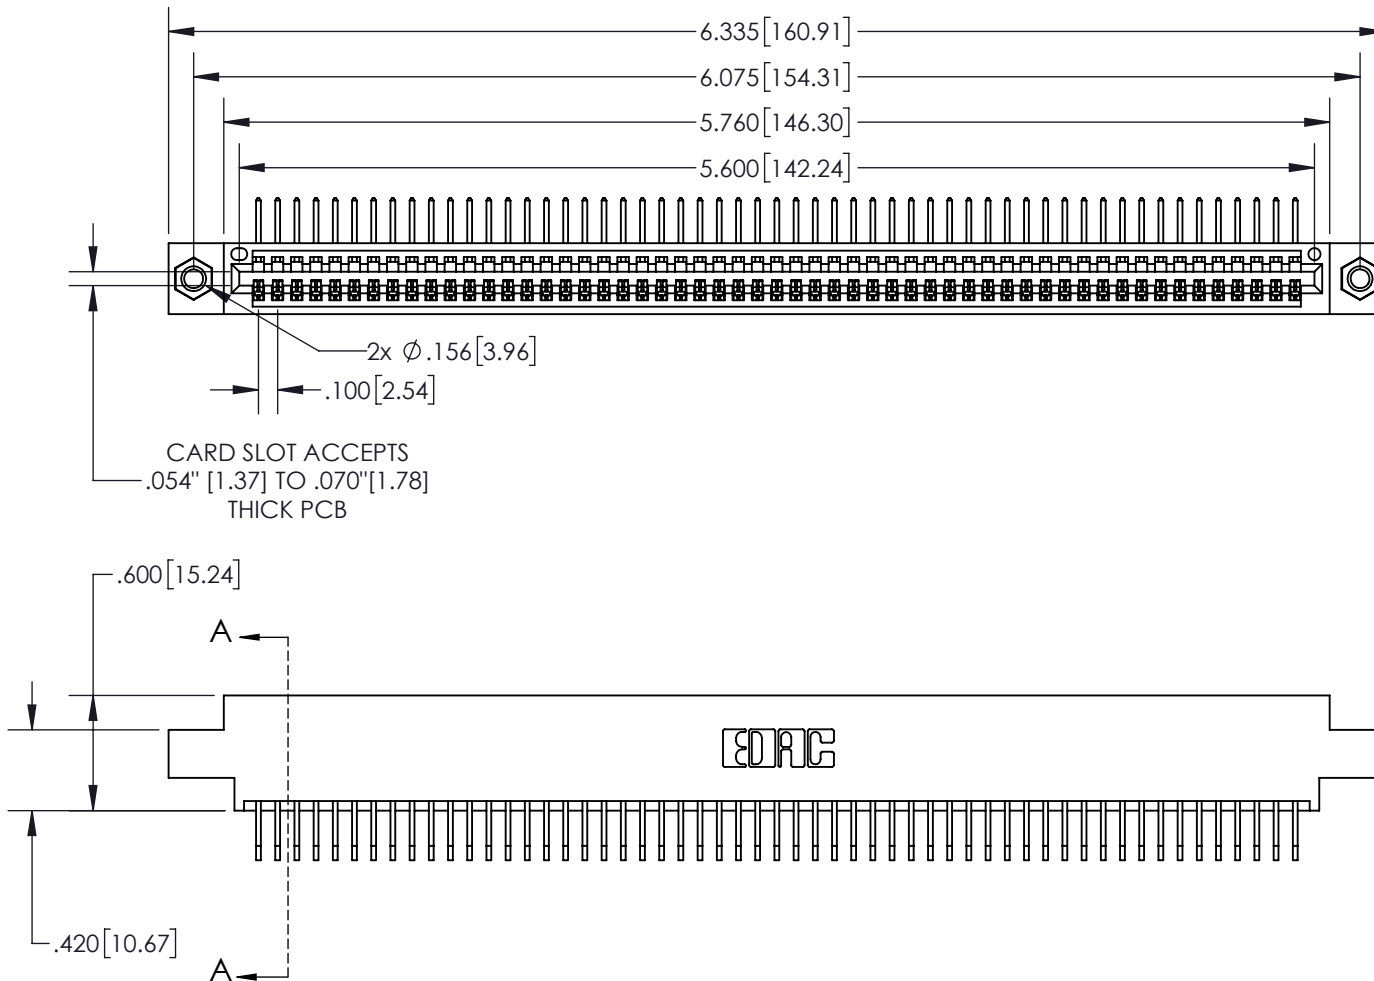 6.335[160.91]
6.075[154.31]
5.760[146.30]
5.600[142.24]
2x Ø.156[3.96]
.100[2.54]
CARD SLOT ACCEPTS
.054" [1.37] TO .070"[1.78]
THICK PCB
.600[15.24]
A
EDAC
.420[10.67]
A